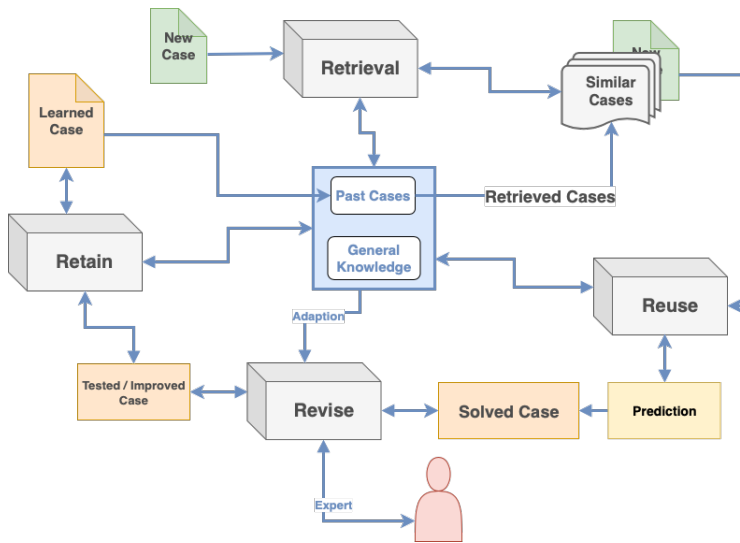 New
Case
Retrieval
New
Similar
Cases
Learned
Case
Past Cases
Retrieved Cases
General
Knowledge
Retain
Reuse
Adaption
Tested / Improved
Case
Revise
Solved Case
Prediction
Expert